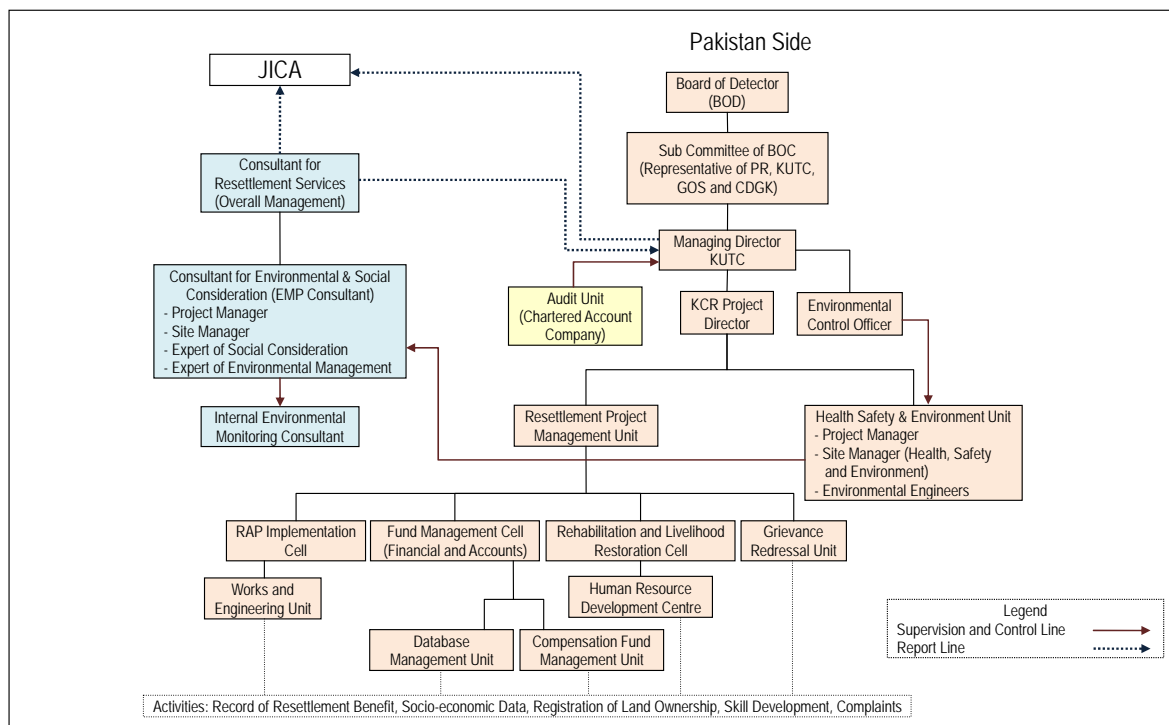 Pakistan Side
JICA
Board of Detector
(BOD)
Sub Committee of BOC
(Representative of PR, KUTC,
GOS and CDGK)
Consultant for
Resettlement Services
(Overall Management)
Managing Director
KUTC
Consultant for Environmental & Social
Consideration (EMP Consultant)
- Project Manager
- Site Manager
- Expert of Social Consideration
- Expert of Environmental Management
Audit Unit
(Chartered Account
Company)
KCR Project
Director
Environmental
Control Officer
Internal Environmental
Monitoring Consultant
Resettlement Project
Management Unit
Health Safety & Environment Unit
- Project Manager
- Site Manager (Health, Safety
and Environment)
- Environmental Engineers
RAP Implementation
Cell
Fund Management Cell
(Financial and Accounts)
Rehabilitation and Livelihood
Restoration Cell
Grievance
Redressal Unit
Works and
Engineering Unit
Human Resource
Development Centre
Database
Management Unit
Compensation Fund
Management Unit
Legend
Supervision and Control Line
Report Line
Activities: Record of Resettlement Benefit, Socio-economic Data, Registration of Land Ownership, Skill Development, Complaints